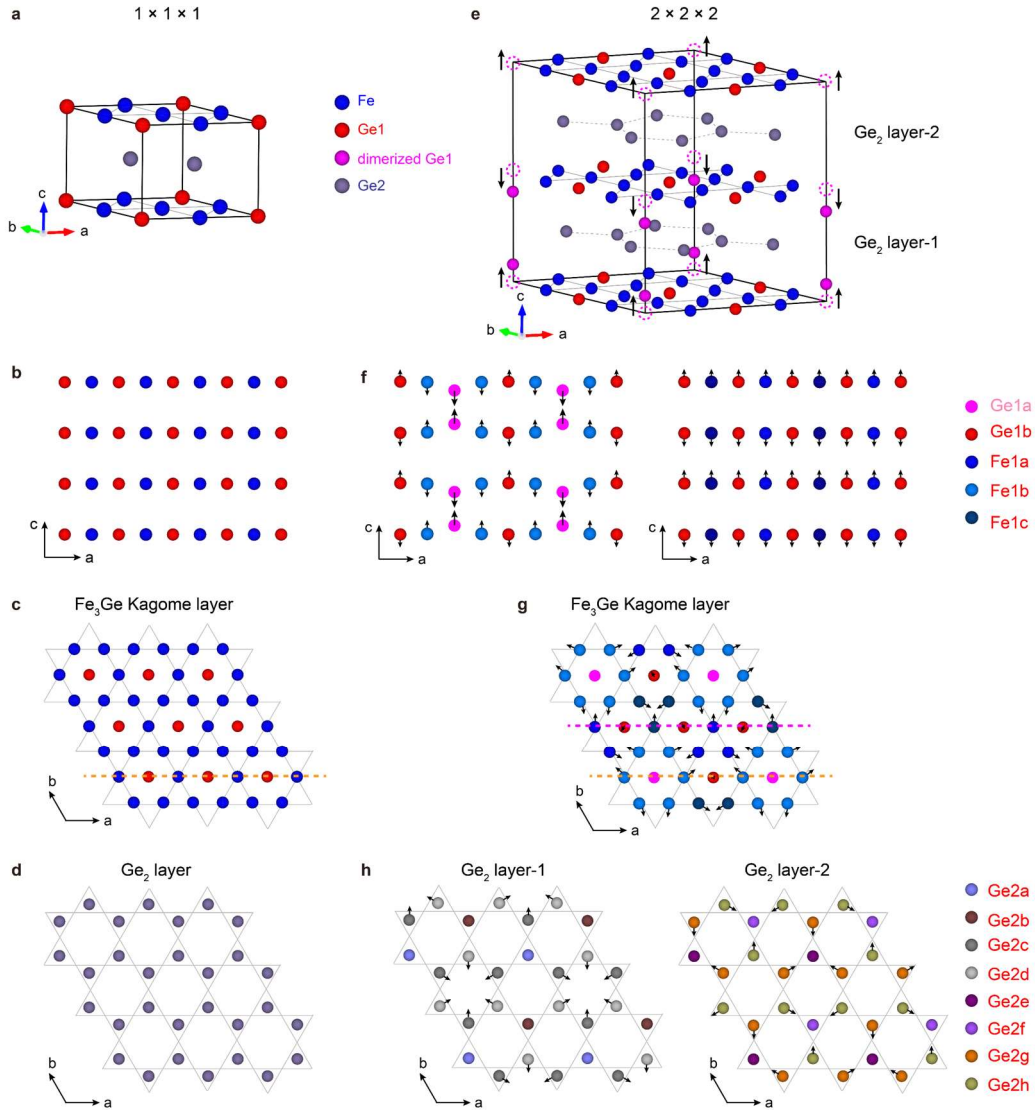 a
1 × 1 × 1
Fe
Ge1
dimerized Ge1
Ge2
c
b
a
e
2 × 2 × 2
Ge₂ layer-2
Ge₂ layer-1
c
b
a
b
c
a
f
c
a
c
a
Ge1a
Ge1b
Fe1a
Fe1b
Fe1c
c
Fe₃Ge Kagome layer
b
a
g
Fe₃Ge Kagome layer
b
a
d
Ge₂ layer
b
a
h
Ge₂ layer-1
b
a
Ge₂ layer-2
b
a
Ge2a
Ge2b
Ge2c
Ge2d
Ge2e
Ge2f
Ge2g
Ge2h